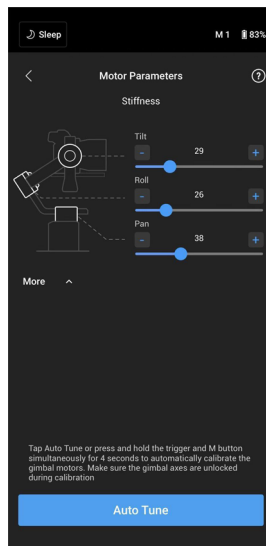 Sleep
M 1
83%
Motor Parameters
?
Stiffness
Tilt
-
29
+
Roll
-
26
+
Pan
-
38
+
More
Tap Auto Tune or press and hold the trigger and M button
simultaneously for 4 seconds to automatically calibrate the
gimbal motors. Make sure the gimbal axes are unlocked
during calibration
Auto Tune